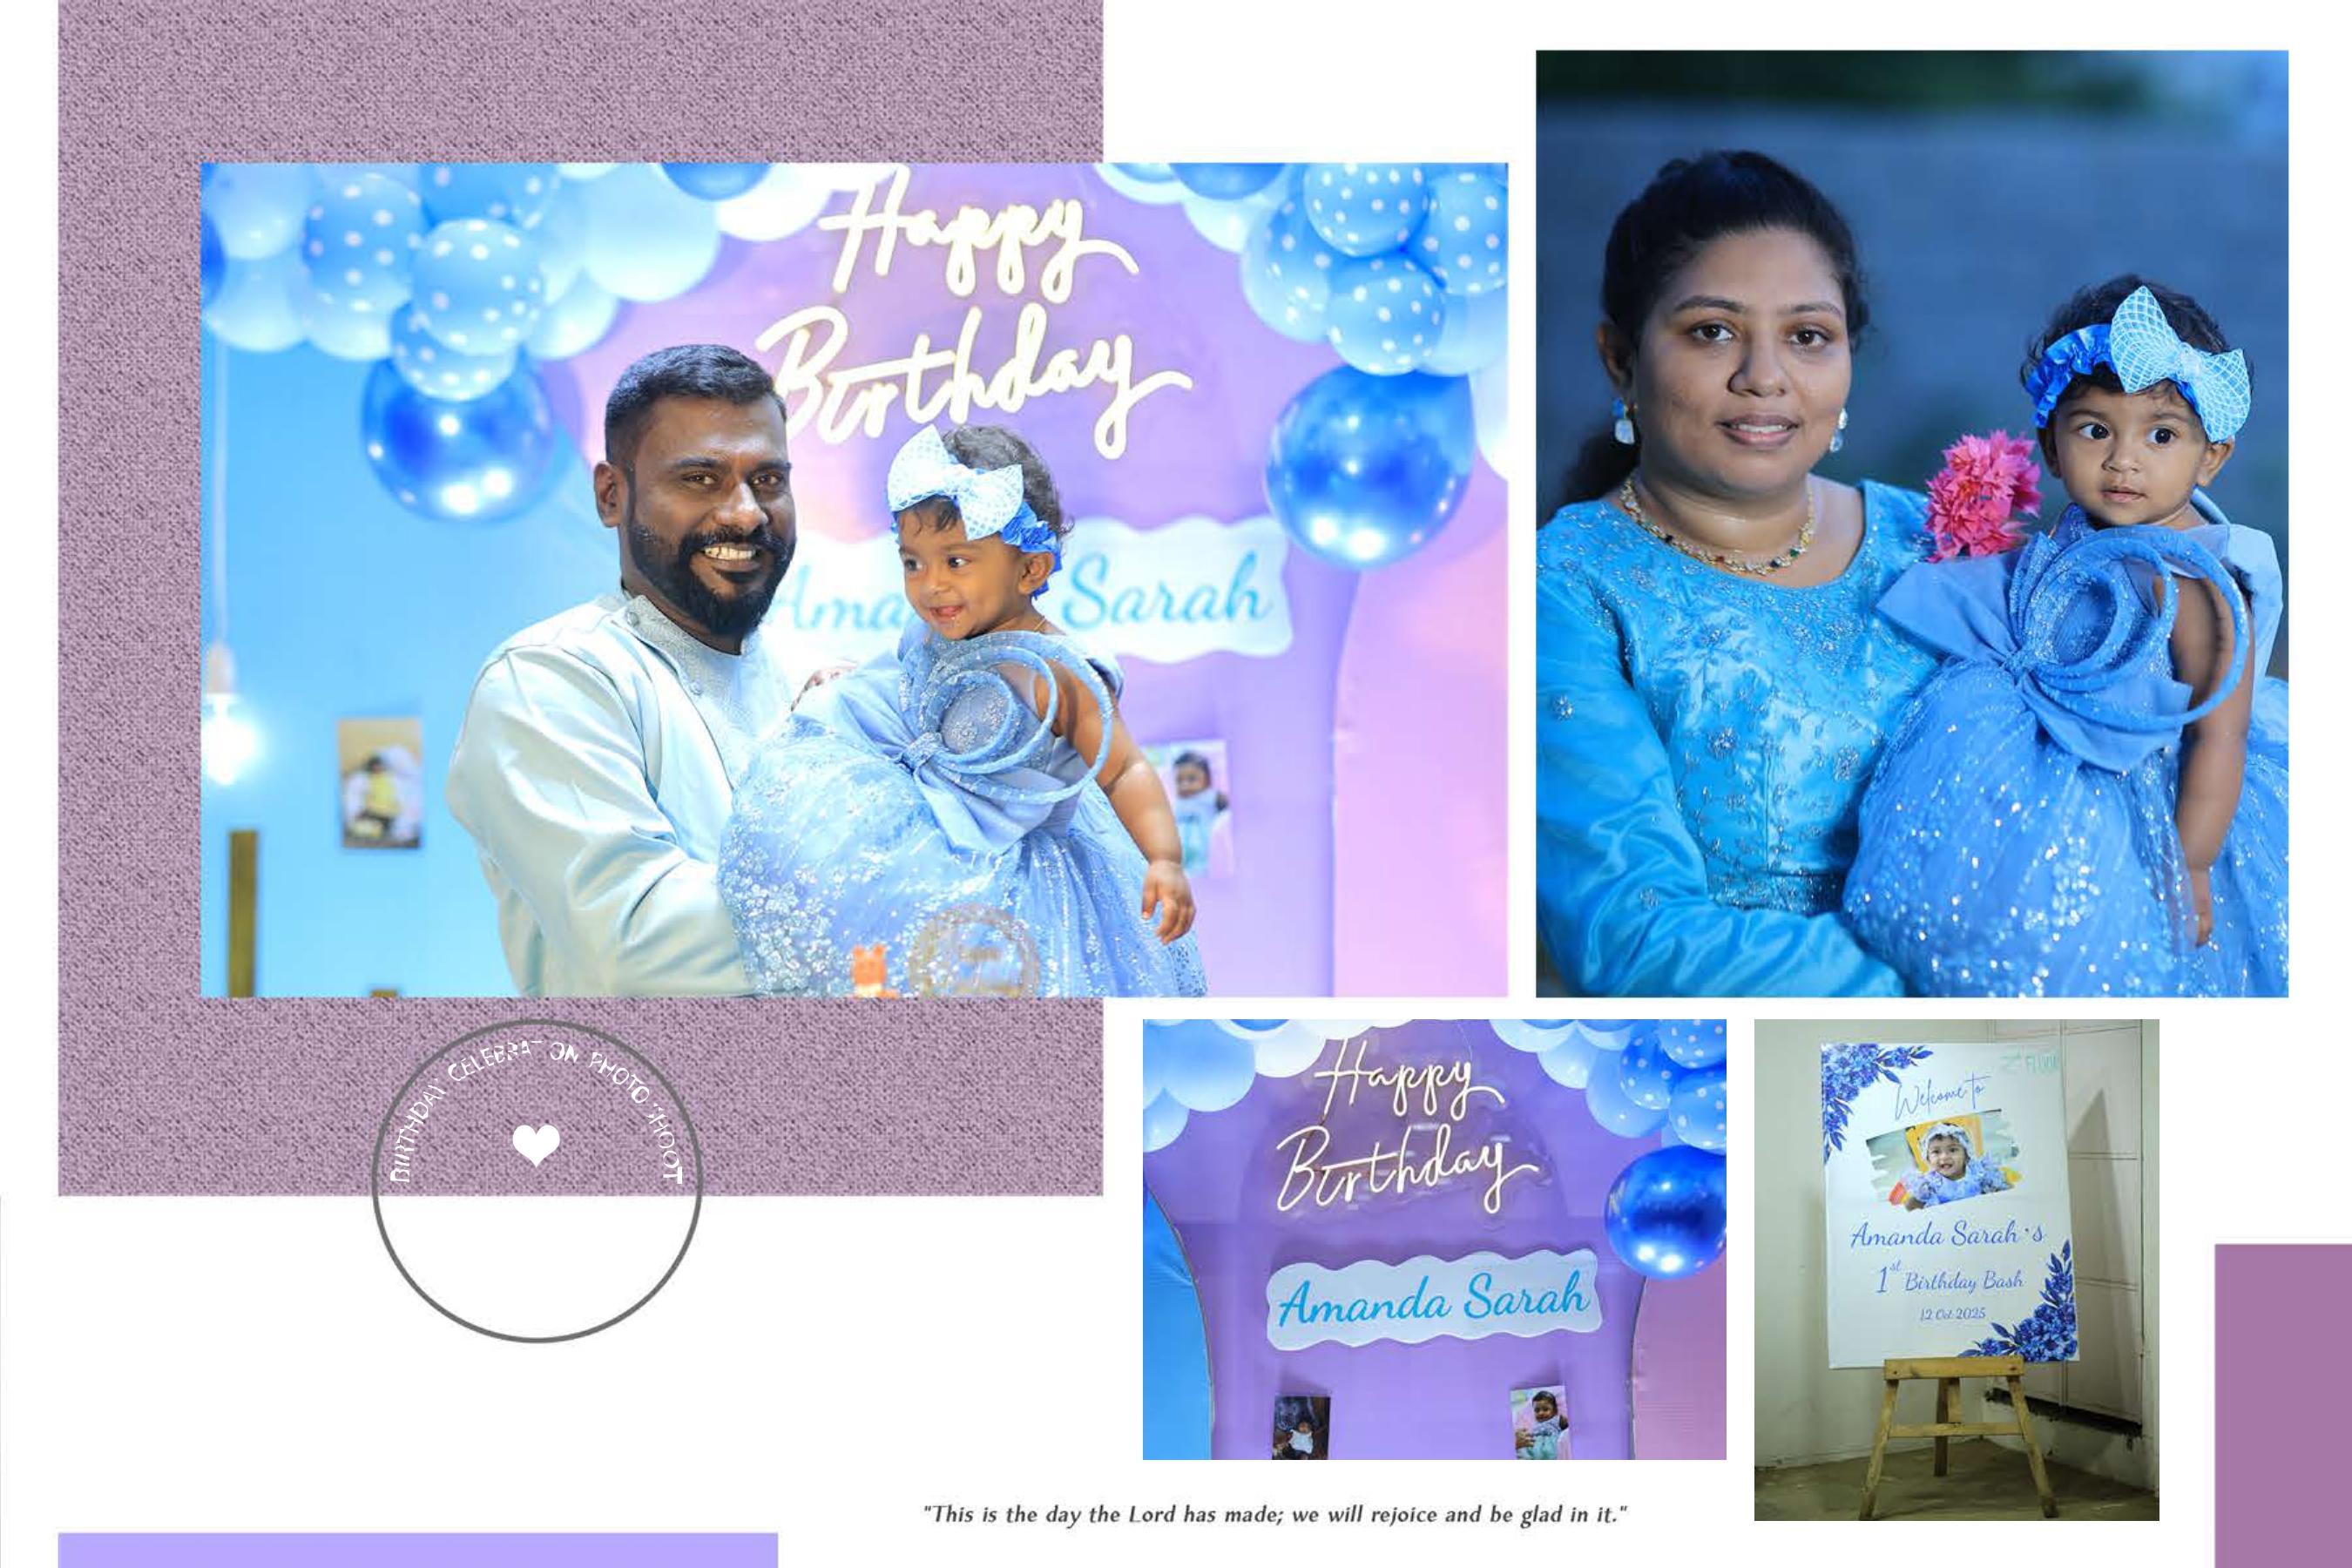 Happy
Birthday
Sarah
BIRTHDAY CELEBRATION PHOTO SHOOT
Happy
Birthday
Amanda Sarah
Welcome to
Amanda Sarah's
1st Birthday Bash
12 Oct 2025
"This is the day the Lord has made; we will rejoice and be glad in it."